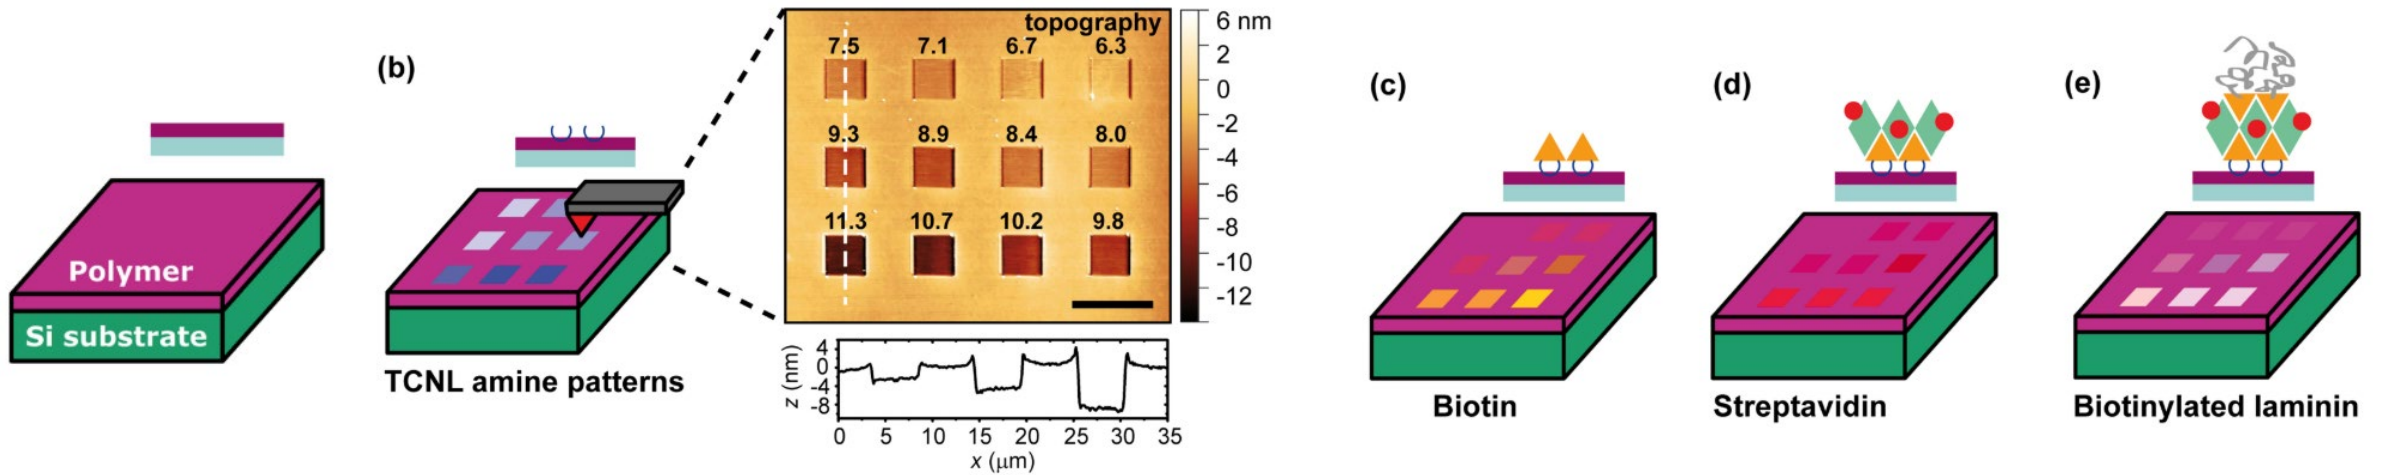 Polymer
Si substrate
(b)
TCNL amine patterns
topography
7.5 7.1 6.7 6.3
9.3 8.9 8.4 8.0
11.3 10.7 10.2 9.8
6 nm
2
0
-2
-4
-6
-8
-10
-12
z (nm)
4
0
-4
-8
0 5 10 15 20 25 30 35
x (μm)
(c)
Biotin
(d)
Streptavidin
(e)
Biotinylated laminin